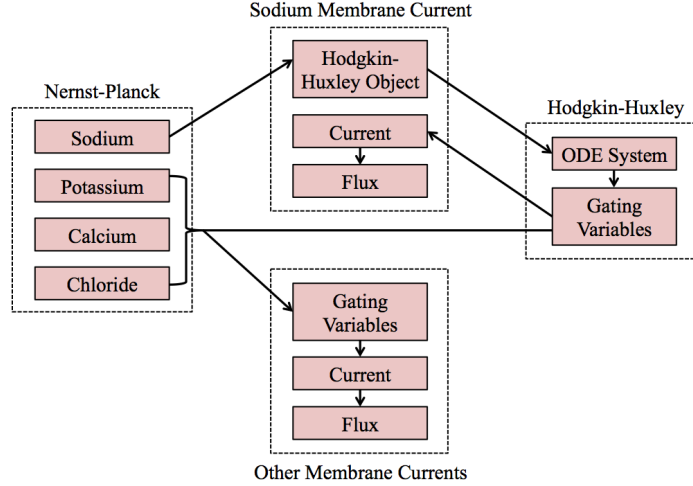 Sodium Membrane Current
Hodgkin-
Huxley Object
Current
Flux
Nernst-Planck
Sodium
Potassium
Calcium
Chloride
Hodgkin-Huxley
ODE System
Gating
Variables
Gating
Variables
Current
Flux
Other Membrane Currents